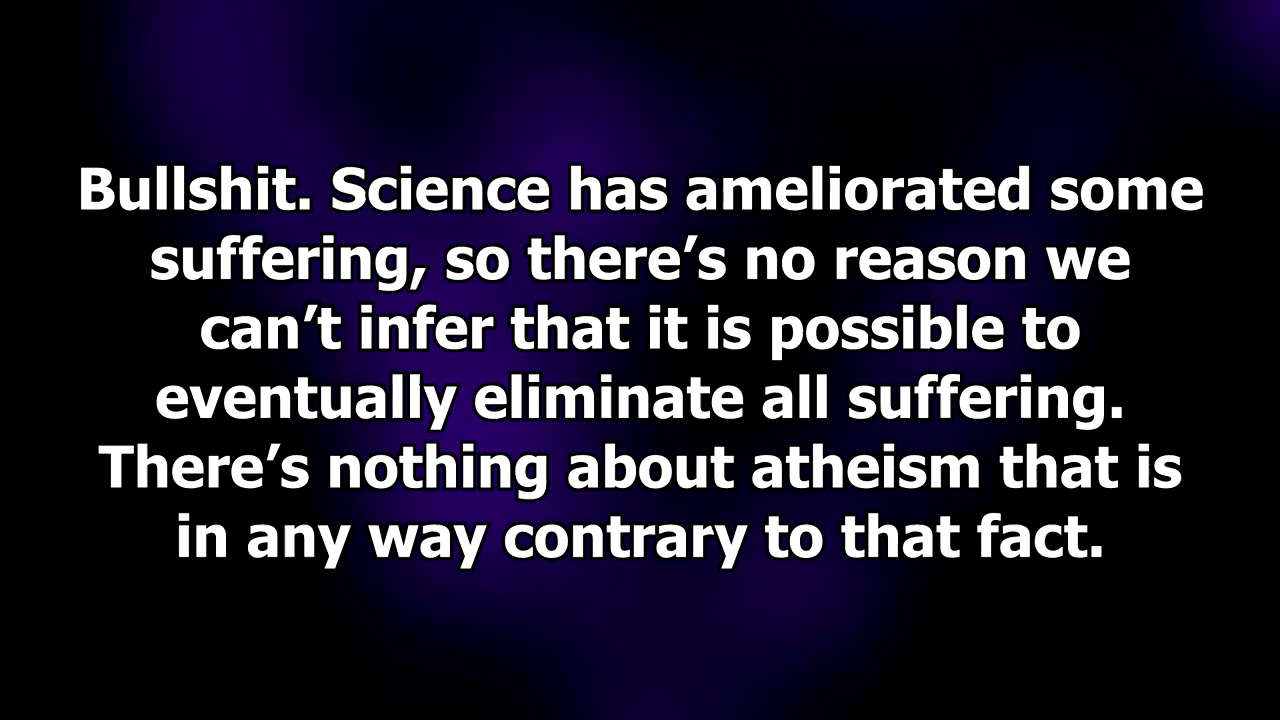 Bullshit. Science has ameliorated some
suffering, so there’s no reason we
can’t infer that it is possible to
eventually eliminate all suffering.
There’s nothing about atheism that is
in any way contrary to that fact.